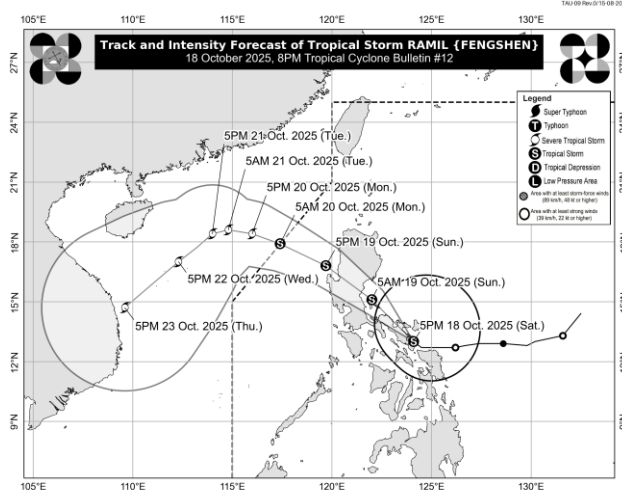 TAU-09 Rev.0/15-08-20
Track and Intensity Forecast of Tropical Storm RAMIL {FENGSHEN}
18 October 2025, 8PM Tropical Cyclone Bulletin #12
27°N
24°N
21°N
18°N
15°N
12°N
9°N
Legend
Super Typhoon
T Typhoon
Severe Tropical Storm
S Tropical Storm
D Tropical Depression
L Low Pressure Area
Area with at least storm-force winds
(89 km/h, 48 kt or higher)
Area with at least strong winds
(39 km/h, 22 kt or higher)
5PM 21 Oct. 2025 (Tue.)
5AM 21 Oct. 2025 (Tue.)
5PM 20 Oct. 2025 (Mon.)
5AM 20 Oct. 2025 (Mon.)
5PM 19 Oct. 2025 (Sun.)
5PM 22 Oct. 2025 (Wed.)
5AM 19 Oct. 2025 (Sun.)
5PM 23 Oct. 2025 (Thu.)
5PM 18 Oct. 2025 (Sat.)
S
S
S
S
105°E 110°E 115°E 120°E 125°E 130°E